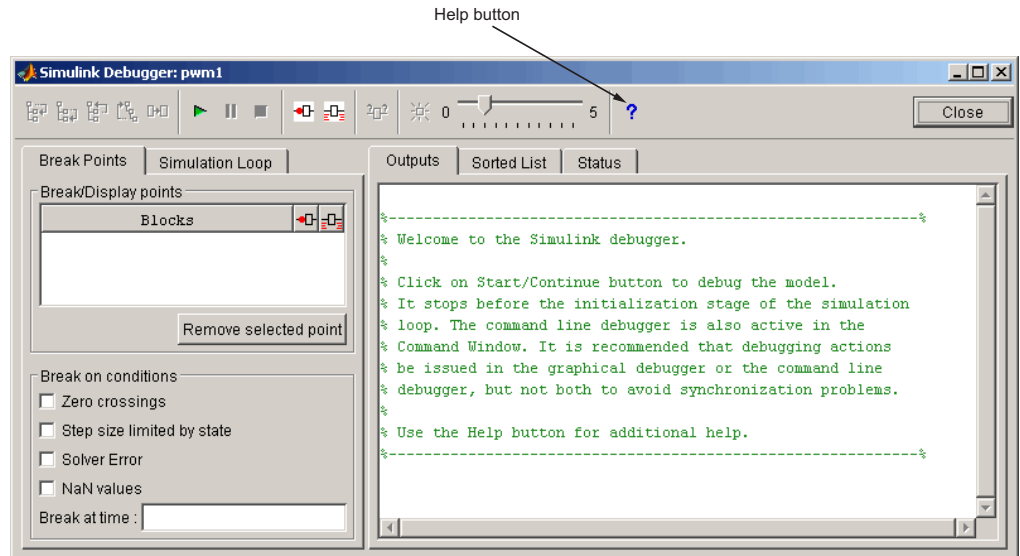 Help button
Simulink Debugger: pwm1
0 5 ? Close
Break Points Simulation Loop
Outputs Sorted List Status
Break/Display points
Blocks
Remove selected point
Break on conditions
Zero crossings
Step size limited by state
Solver Error
NaN values
Break at time :
%------------------------------------------------------------%
% Welcome to the Simulink debugger.
%
% Click on Start/Continue button to debug the model.
% It stops before the initialization stage of the simulation
% loop. The command line debugger is also active in the
% Command Window. It is recommended that debugging actions
% be issued in the graphical debugger or the command line
% debugger, but not both to avoid synchronization problems.
%
% Use the Help button for additional help.
%------------------------------------------------------------%